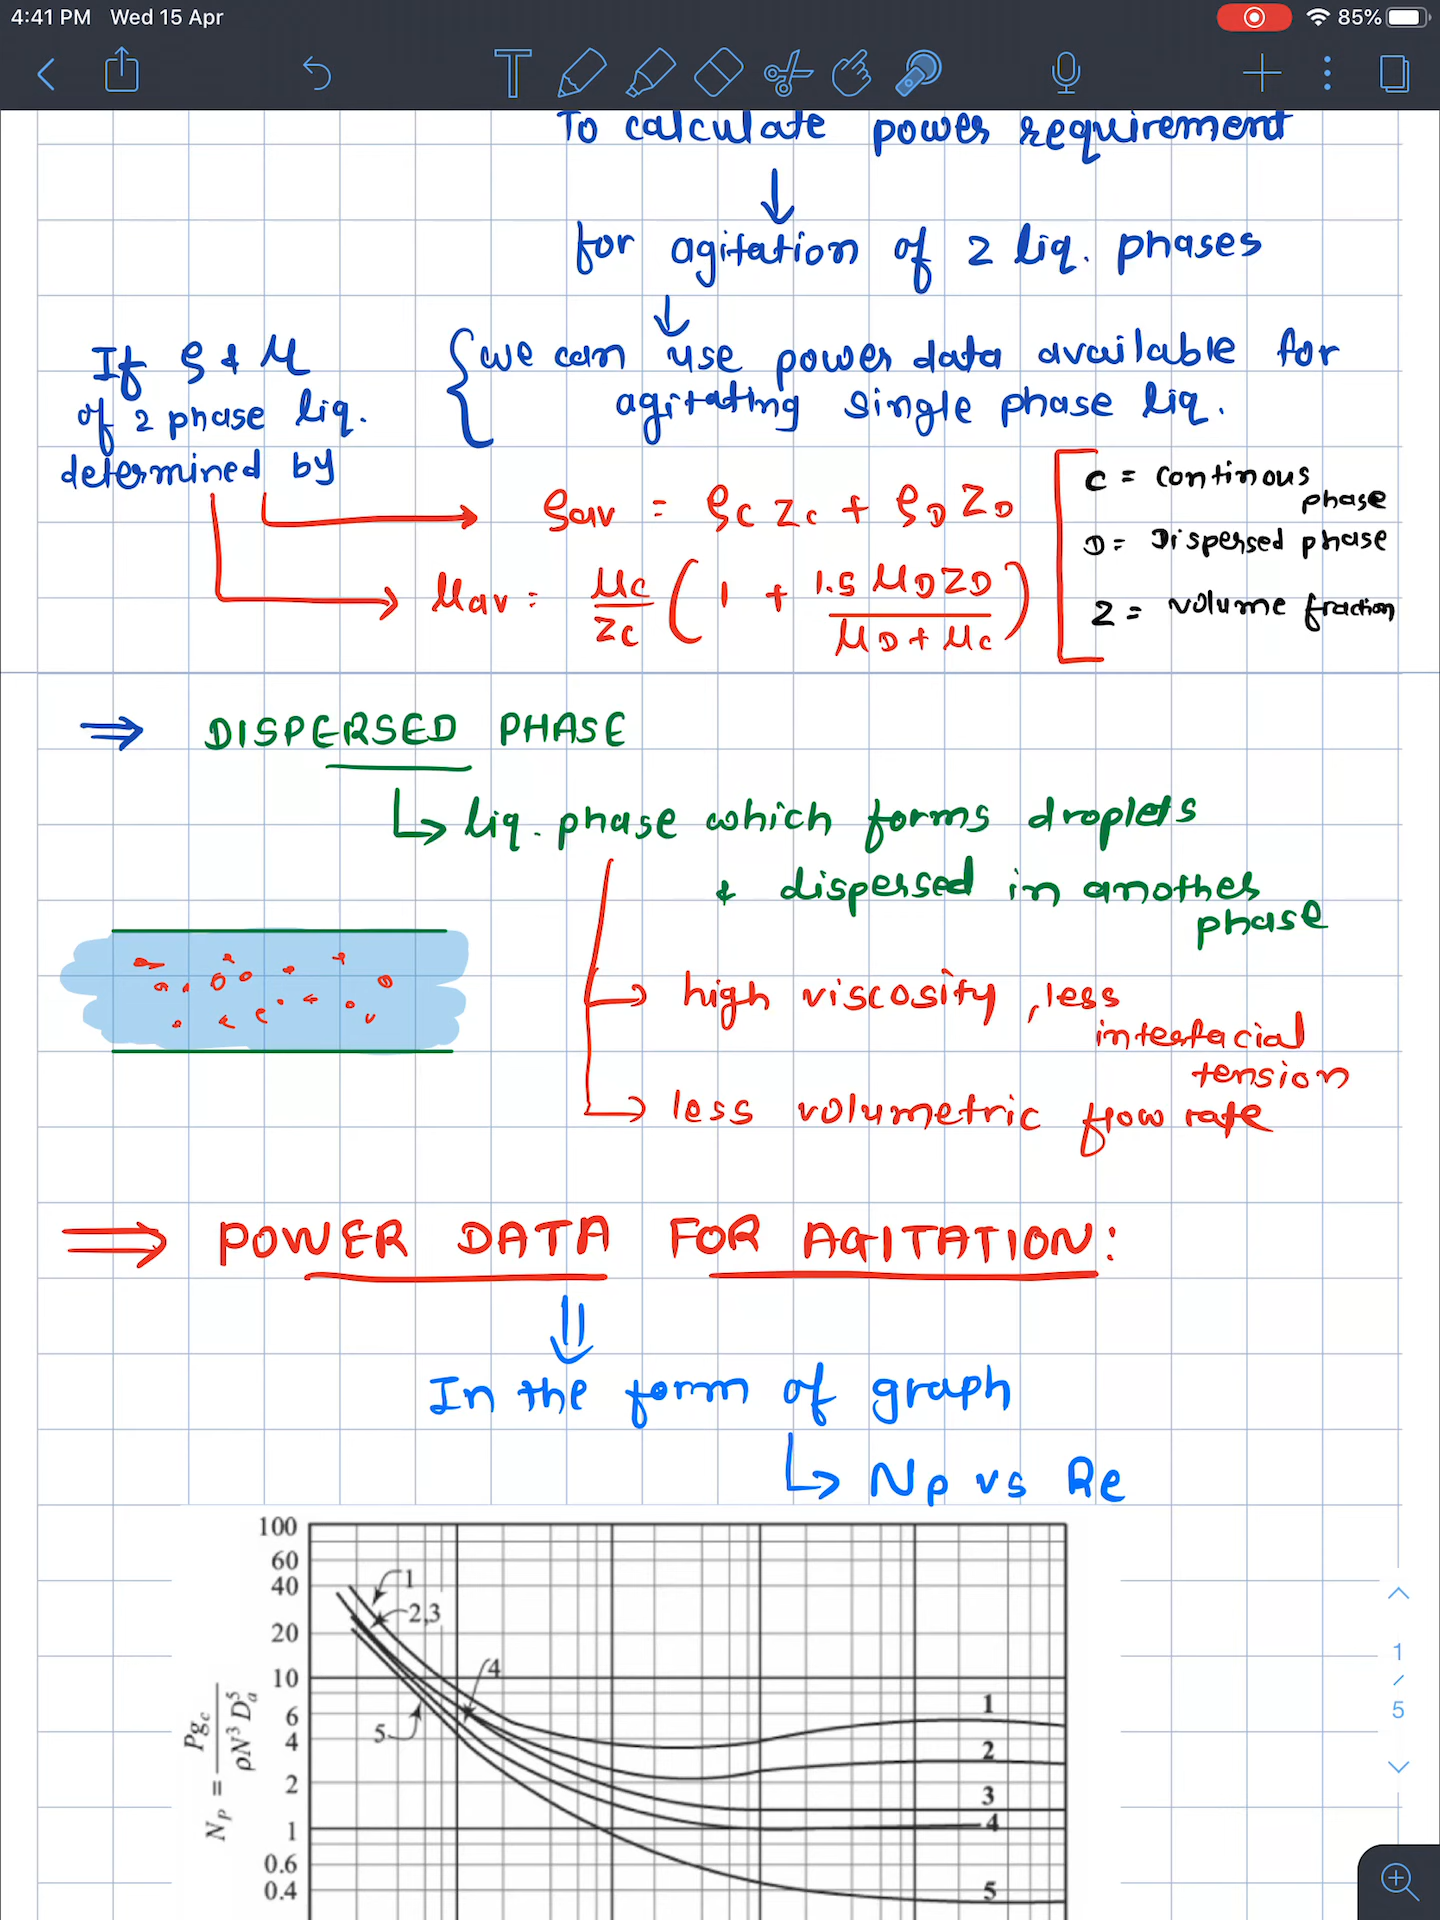 4:41 PM Wed 15 Apr 85%
To calculate power requirement
↓
for agitation of 2 liq. phases
↓
If ρ & μ
of 2 phase liq.
determined by
{ we can use power data available for
agitating single phase liq.
ρav = ρc Zc + ρD ZD
μav = μc/Zc ( 1 + 1.5 μD ZD / μD + μc )
C = Continous
phase
D = Dispersed phase
Z = volume fraction
⇒ DISPERSED PHASE
↳ liq. phase which forms droplets
& dispersed in another
phase
→ high viscosity, less
interfacial
tension
→ less volumetric flow rate
⇒ POWER DATA FOR AGITATION:
⇓
In the form of graph
↳ Np vs Re
100
60
40
20
10
6
4
2
1
0.6
0.4
N_P = Pg_c / ρN³D_a⁵
1
2,3
4
5
1
2
3
4
5
1
/
5